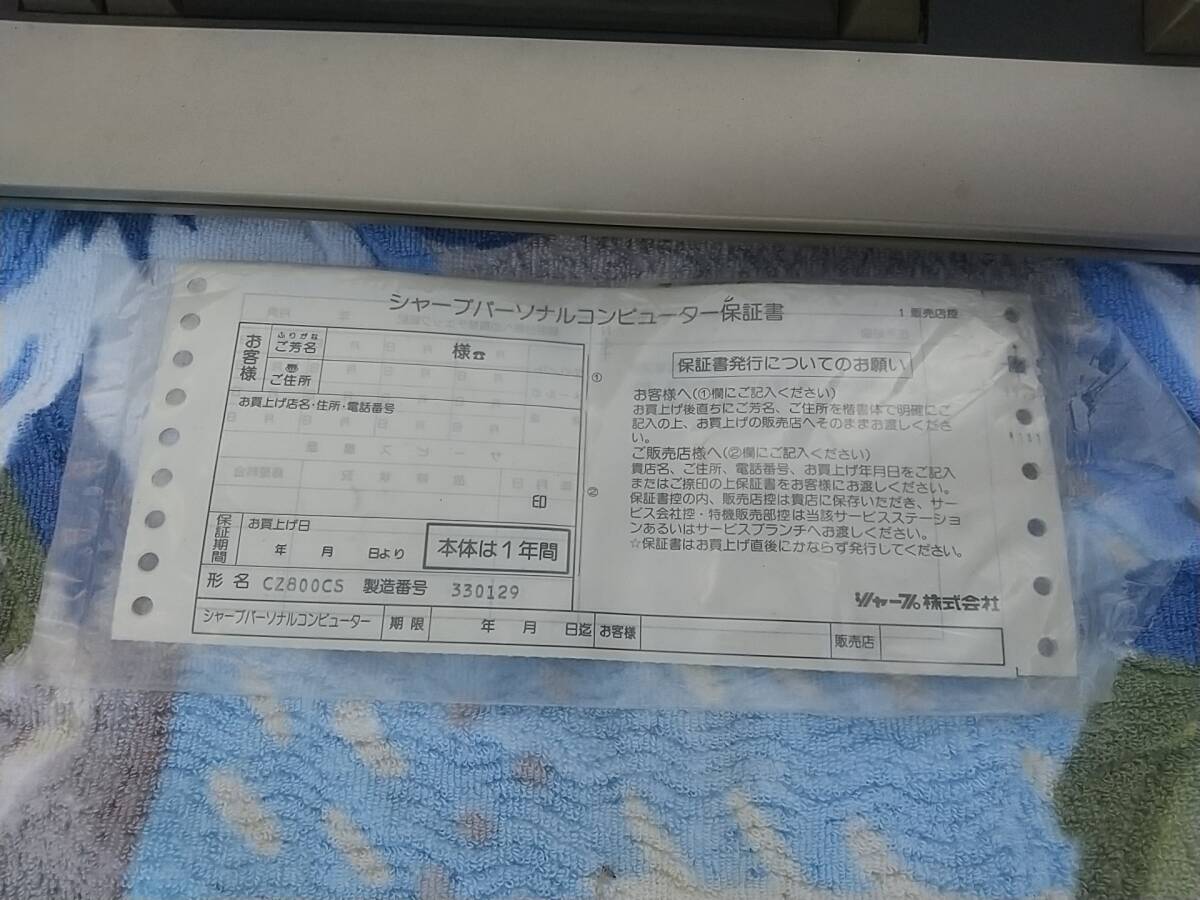 シャープパーソナルコンピューター保証書
1 販売店控
お客様
ふりがな
ご芳名
様☎
〠
ご住所
①
お買上げ店名・住所・電話番号
印
②
保証期間
お買上げ日
年 月 日より
本体は1年間
形名 CZ800CS 製造番号 330129
シャープパーソナルコンピューター 期限 年 月 日迄 お客様 販売店
保証書発行についてのお願い
お客様へ(①欄にご記入ください)
お買上げ後直ちにご芳名、ご住所を楷書体で明確にご
記入の上、お買上げの販売店へそのままお渡しくださ
い。
ご販売店様へ(②欄にご記入ください)
貴店名、ご住所、電話番号、お買上げ年月日をご記入
またはご捺印の上保証書をお客様にお渡しください。
保証書控の内、販売店控は貴店に保存いただき、サー
ビス会社控・特機販売部控は当該サービスステーショ
ンあるいはサービスブランチへお渡しください。
☆保証書はお買上げ直後にかならず発行してください。
シャープ株式会社